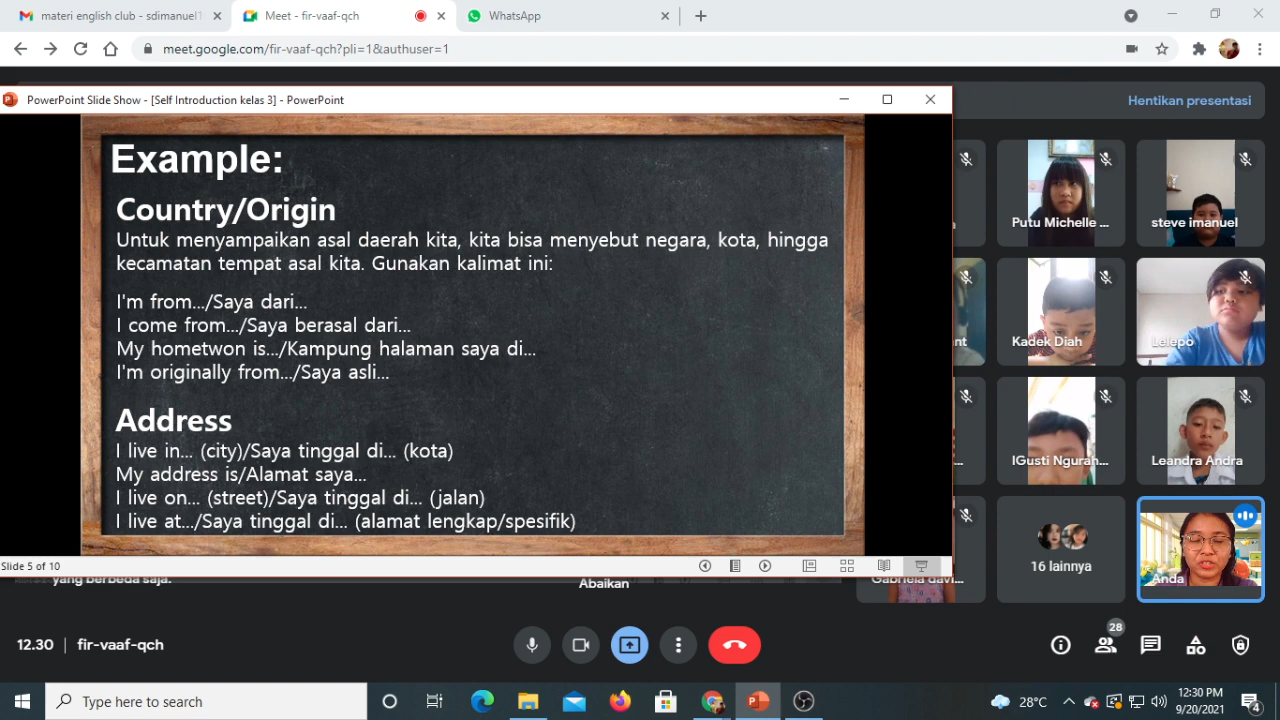 materi english club - sdimanuel1
Meet - fir-vaaf-qch
WhatsApp
meet.google.com/fir-vaaf-qch?pli=1&authuser=1
PowerPoint Slide Show - [Self Introduction kelas 3] - PowerPoint
Hentikan presentasi
Example:
Country/Origin
Untuk menyampaikan asal daerah kita, kita bisa menyebut negara, kota, hingga
kecamatan tempat asal kita. Gunakan kalimat ini:
I'm from.../Saya dari...
I come from.../Saya berasal dari...
My hometwon is.../Kampung halaman saya di...
I'm originally from.../Saya asli...
Address
I live in... (city)/Saya tinggal di... (kota)
My address is/Alamat saya...
I live on... (street)/Saya tinggal di... (jalan)
I live at.../Saya tinggal di... (alamat lengkap/spesifik)
Slide 5 of 10
Putu Michelle ...
steve imanuel
Kadek Diah
Lelepo
IGusti Ngurah...
Leandra Andra
16 lainnya
Anda
yang berbeda saja.
Abaikan
12.30 | fir-vaaf-qch
28
Type here to search
28°C
12:30 PM
9/20/2021
4